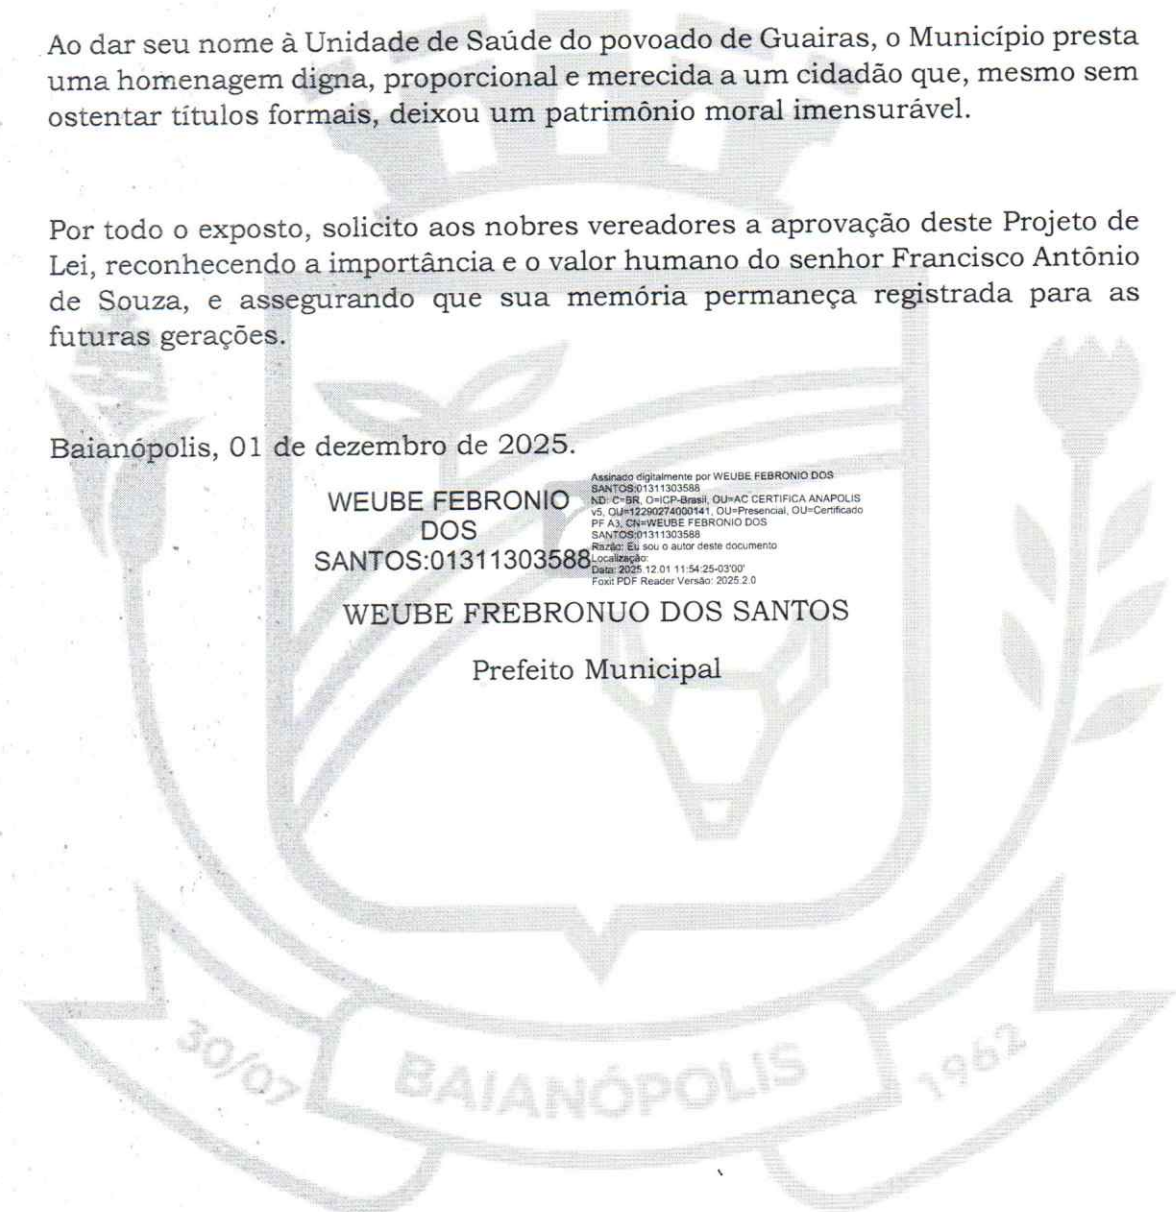 Ao dar seu nome à Unidade de Saúde do povoado de Guairas, o Município presta
uma homenagem digna, proporcional e merecida a um cidadão que, mesmo sem
ostentar títulos formais, deixou um patrimônio moral imensurável.
Por todo o exposto, solicito aos nobres vereadores a aprovação deste Projeto de
Lei, reconhecendo a importância e o valor humano do senhor Francisco Antônio
de Souza, e assegurando que sua memória permaneça registrada para as
futuras gerações.
Baianópolis, 01 de dezembro de 2025.
WEUBE FEBRONIO
DOS
SANTOS:01311303588
Assinado digitalmente por WEUBE FEBRONIO DOS
SANTOS:01311303588
ND: C=BR, O=ICP-Brasil, OU=AC CERTIFICA ANAPOLIS
v5, OU=12290274000141, OU=Presencial, OU=Certificado
PF A3, CN=WEUBE FEBRONIO DOS
SANTOS:01311303588
Razão: Eu sou o autor deste documento
Localização:
Data: 2025.12.01 11:54:25-03'00'
Foxit PDF Reader Versão: 2025.2.0
WEUBE FREBRONUO DOS SANTOS
Prefeito Municipal
30/07 BAIANÓPOLIS 1962